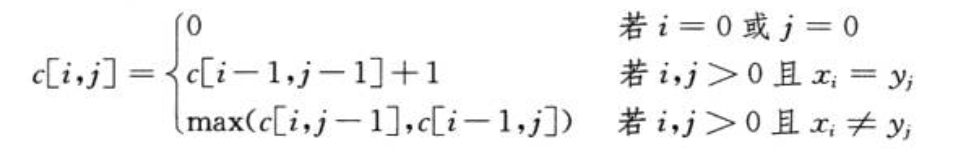 0 若 i = 0 或 j = 0
c[i,j] = { c[i−1,j−1]+1 若 i,j > 0 且 xᵢ = yⱼ
max(c[i,j−1],c[i−1,j]) 若 i,j > 0 且 xᵢ ≠ yⱼ